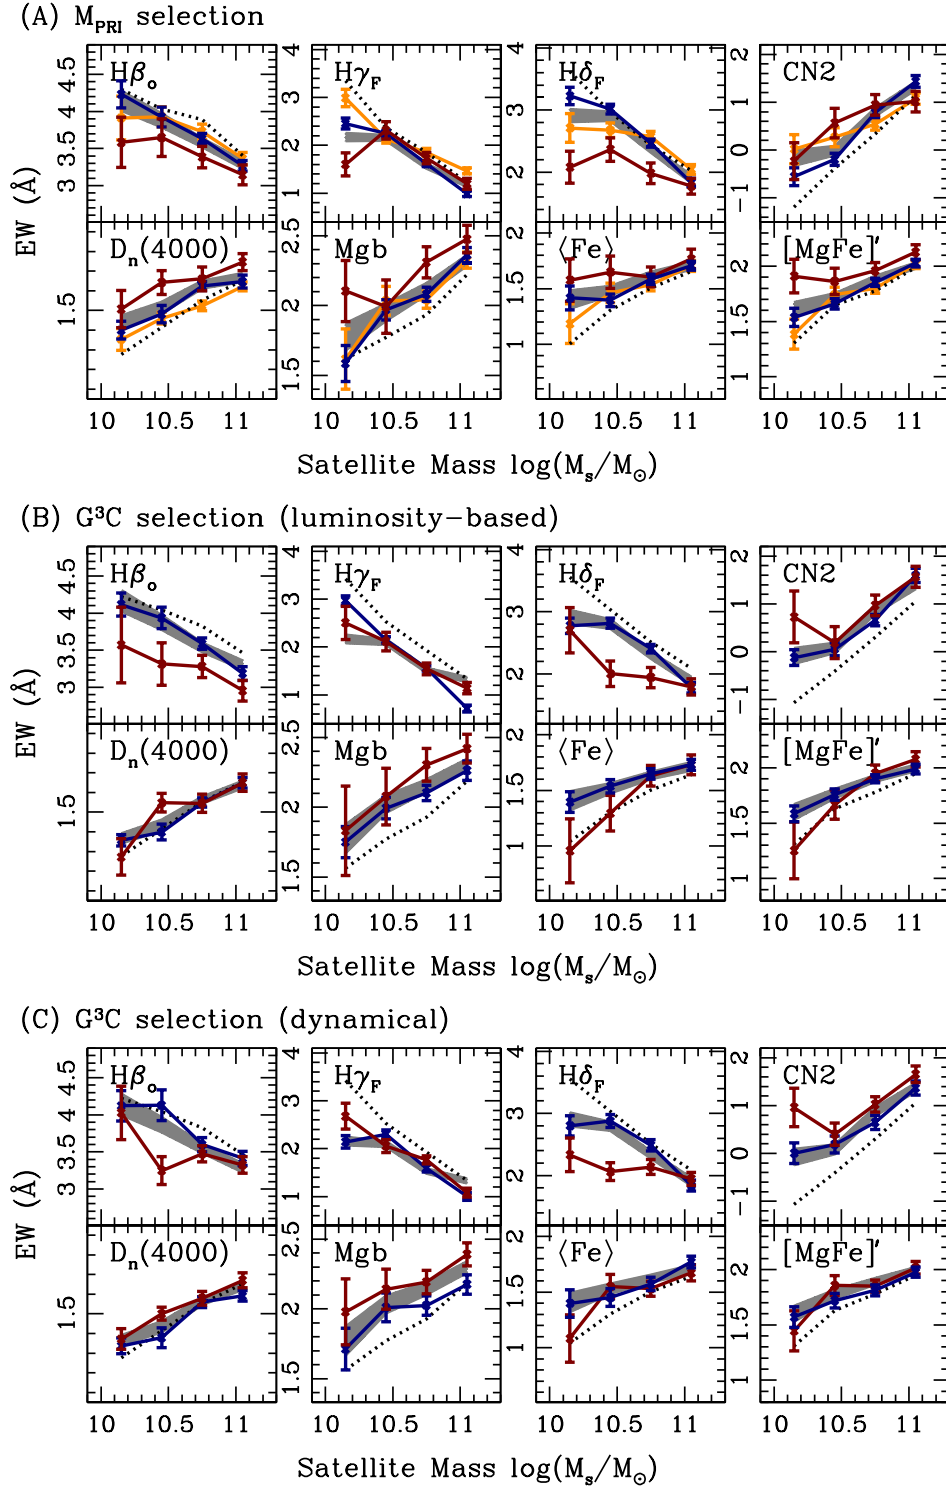 (A) M_PRI selection
Hβ_o Hγ_F Hδ_F CN2
4.5 4 3.5 3
4 3 2 1
4 3 2
2 1 0 −1
EW (Å)
D_n(4000) Mgb ⟨Fe⟩ [MgFe]′
1.5
2.5 2 1.5
2 1.5 1
2 1.5 1
10 10.5 11 10 10.5 11 10 10.5 11 10 10.5 11
Satellite Mass log(M_s/M_⊙)
(B) G³C selection (luminosity−based)
Hβ_o Hγ_F Hδ_F CN2
4.5 4 3.5 3
4 3 2 1
4 3 2
2 1 0 −1
EW (Å)
D_n(4000) Mgb ⟨Fe⟩ [MgFe]′
1.5
2.5 2 1.5
2 1.5 1
2 1.5 1
10 10.5 11 10 10.5 11 10 10.5 11 10 10.5 11
Satellite Mass log(M_s/M_⊙)
(C) G³C selection (dynamical)
Hβ_o Hγ_F Hδ_F CN2
4.5 4 3.5 3
4 3 2 1
4 3 2
2 1 0 −1
EW (Å)
D_n(4000) Mgb ⟨Fe⟩ [MgFe]′
1.5
2.5 2 1.5
2 1.5 1
2 1.5 1
10 10.5 11 10 10.5 11 10 10.5 11 10 10.5 11
Satellite Mass log(M_s/M_⊙)